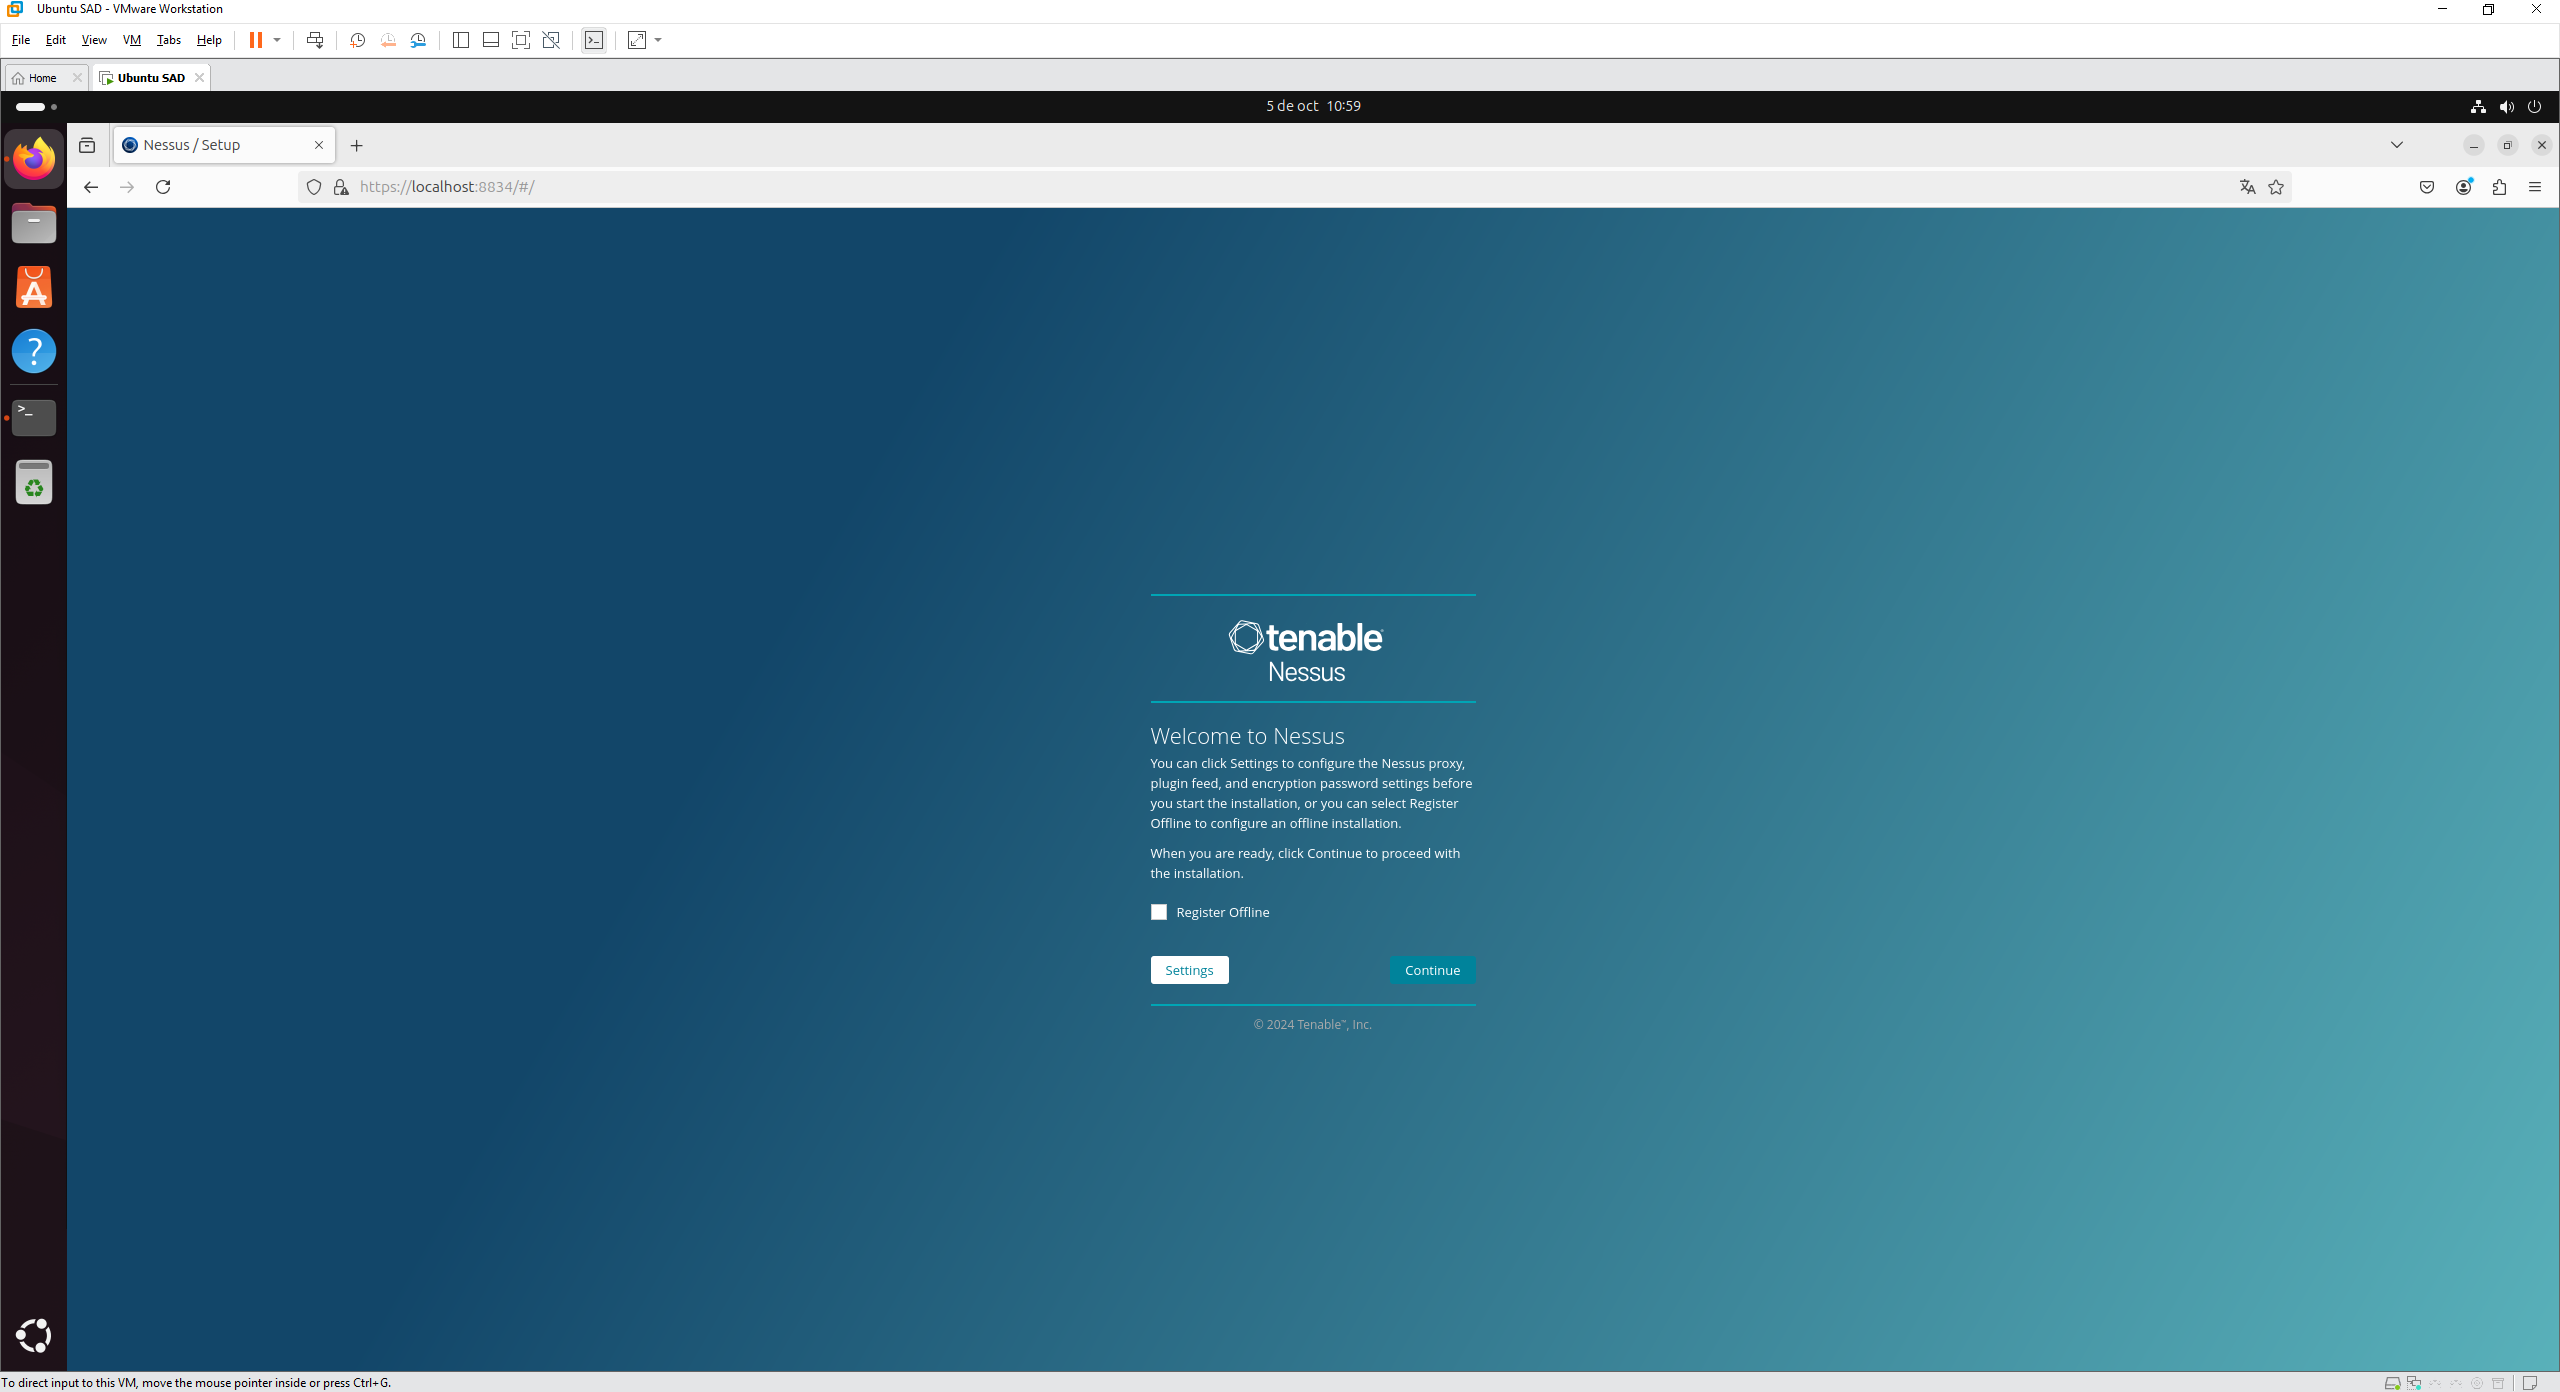 Ubuntu SAD - VMware Workstation
File Edit View VM Tabs Help
Home Ubuntu SAD
5 de oct 10:59
Nessus / Setup
https://localhost:8834/#/
tenable
Nessus
Welcome to Nessus
You can click Settings to configure the Nessus proxy,
plugin feed, and encryption password settings before
you start the installation, or you can select Register
Offline to configure an offline installation.
When you are ready, click Continue to proceed with
the installation.
Register Offline
Settings Continue
© 2024 Tenable™, Inc.
To direct input to this VM, move the mouse pointer inside or press Ctrl+G.